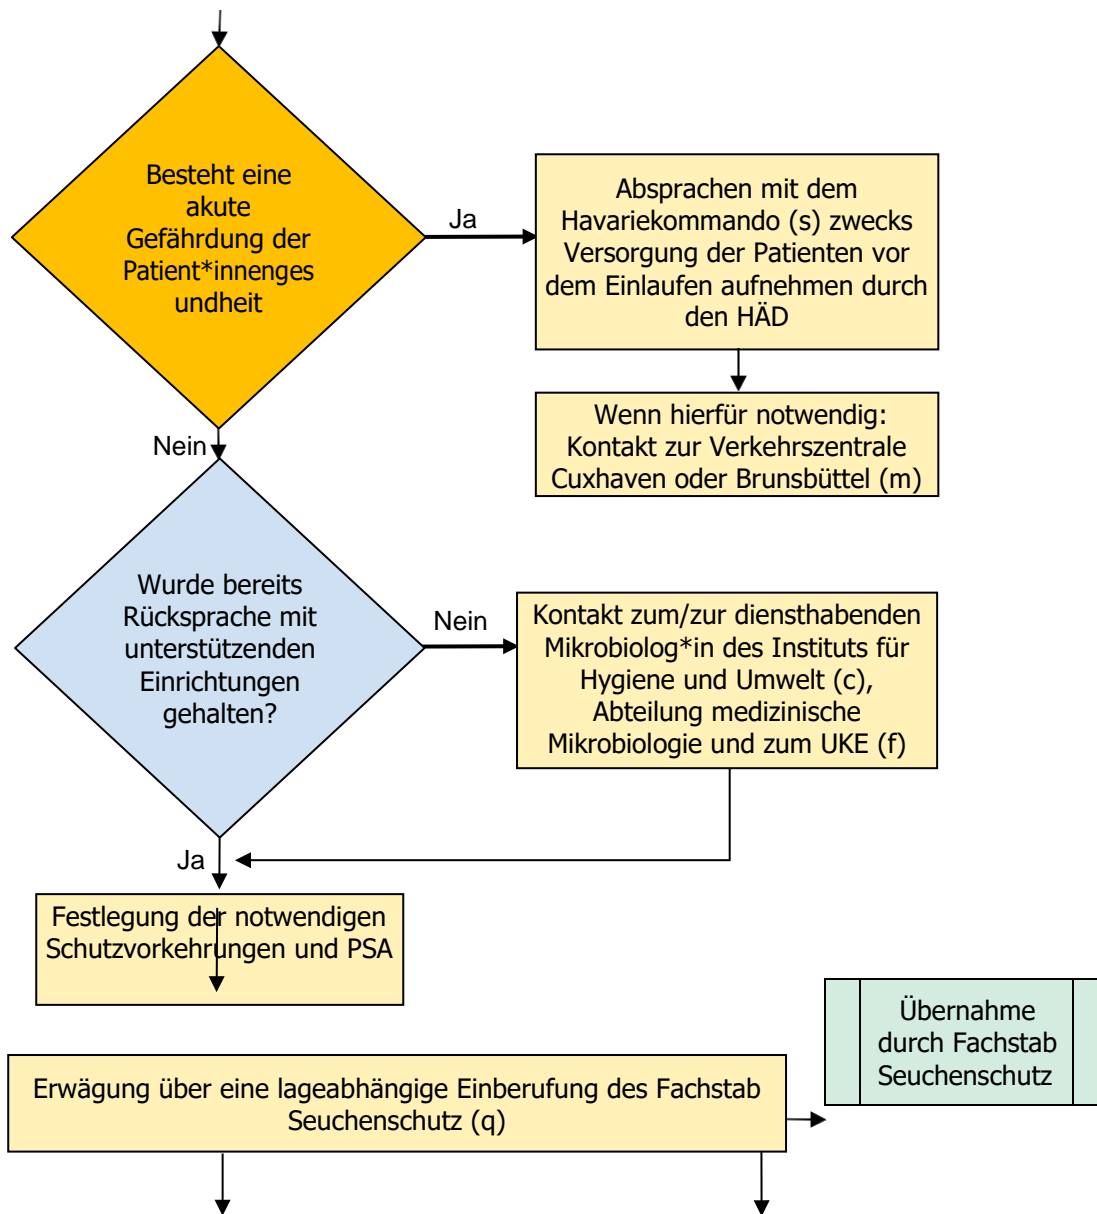 Besteht eine
akute
Gefährdung der
Patient*innenges
undheit
Ja
Absprachen mit dem
Havariekommando (s) zwecks
Versorgung der Patienten vor
dem Einlaufen aufnehmen durch
den HÄD
Wenn hierfür notwendig:
Kontakt zur Verkehrszentrale
Cuxhaven oder Brunsbüttel (m)
Nein
Wurde bereits
Rücksprache mit
unterstützenden
Einrichtungen
gehalten?
Nein
Kontakt zum/zur diensthabenden
Mikrobiolog*in des Instituts für
Hygiene und Umwelt (c),
Abteilung medizinische
Mikrobiologie und zum UKE (f)
Ja
Festlegung der notwendigen
Schutzvorkehrungen und PSA
Übernahme
durch Fachstab
Seuchenschutz
Erwägung über eine lageabhängige Einberufung des Fachstab
Seuchenschutz (q)